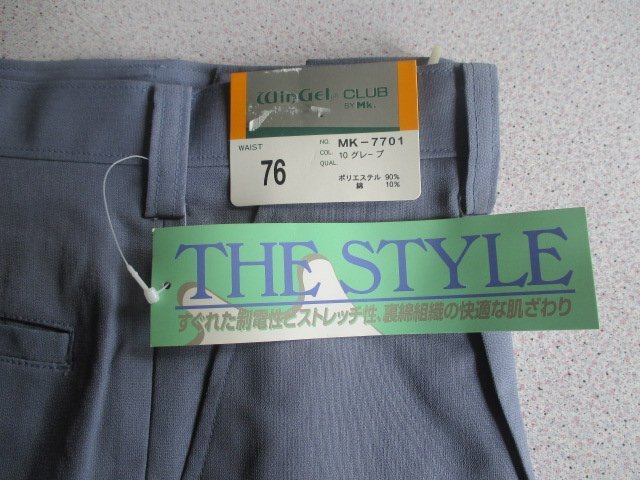 WinGel CLUB
BY Mk.
WAIST
76
NO. MK-7701
COL. 10 グレープ
QUAL.
ポリエステル 90%
綿 10%
THE STYLE
すぐれた制電性とストレッチ性、裏綿組織の快適な肌ざわり